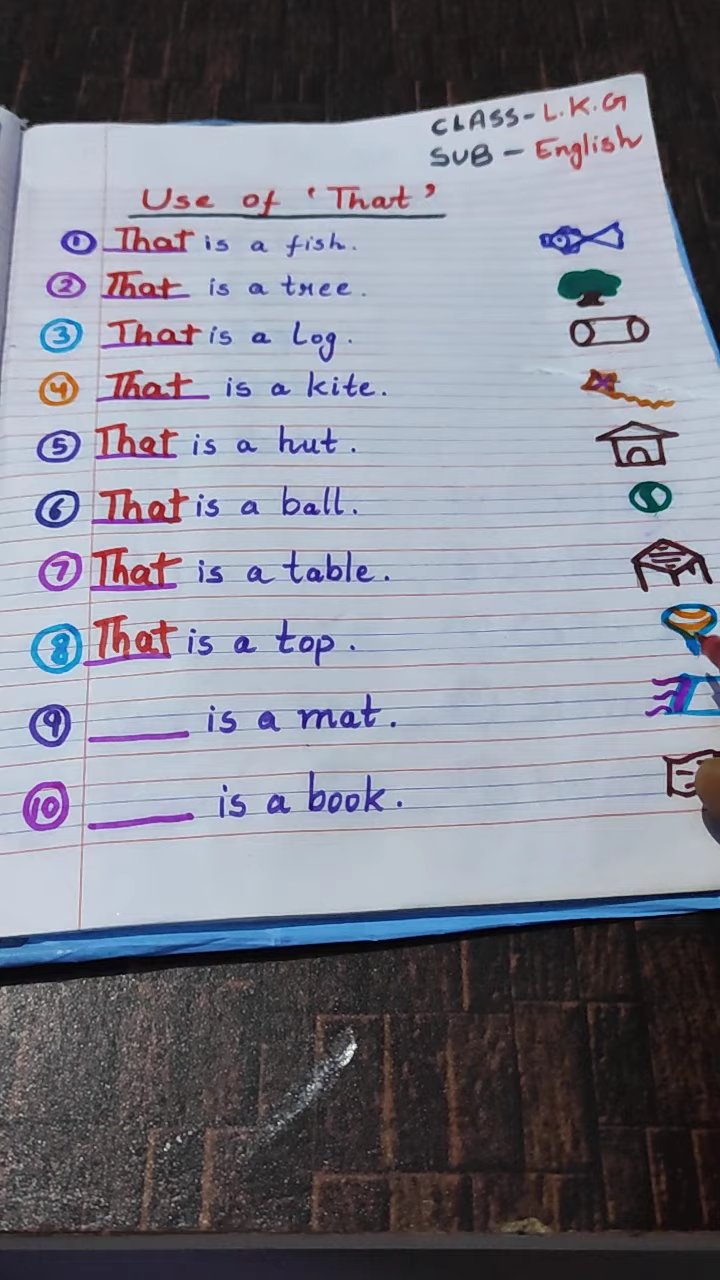 CLASS- L.K.G
SUB - English
Use of 'That'
1 That is a fish.
2 That is a tree.
3 That is a Log.
4 That is a kite.
5 That is a hut.
6 That is a ball.
7 That is a table.
8 That is a top.
9 ____ is a mat.
10 ____ is a book.